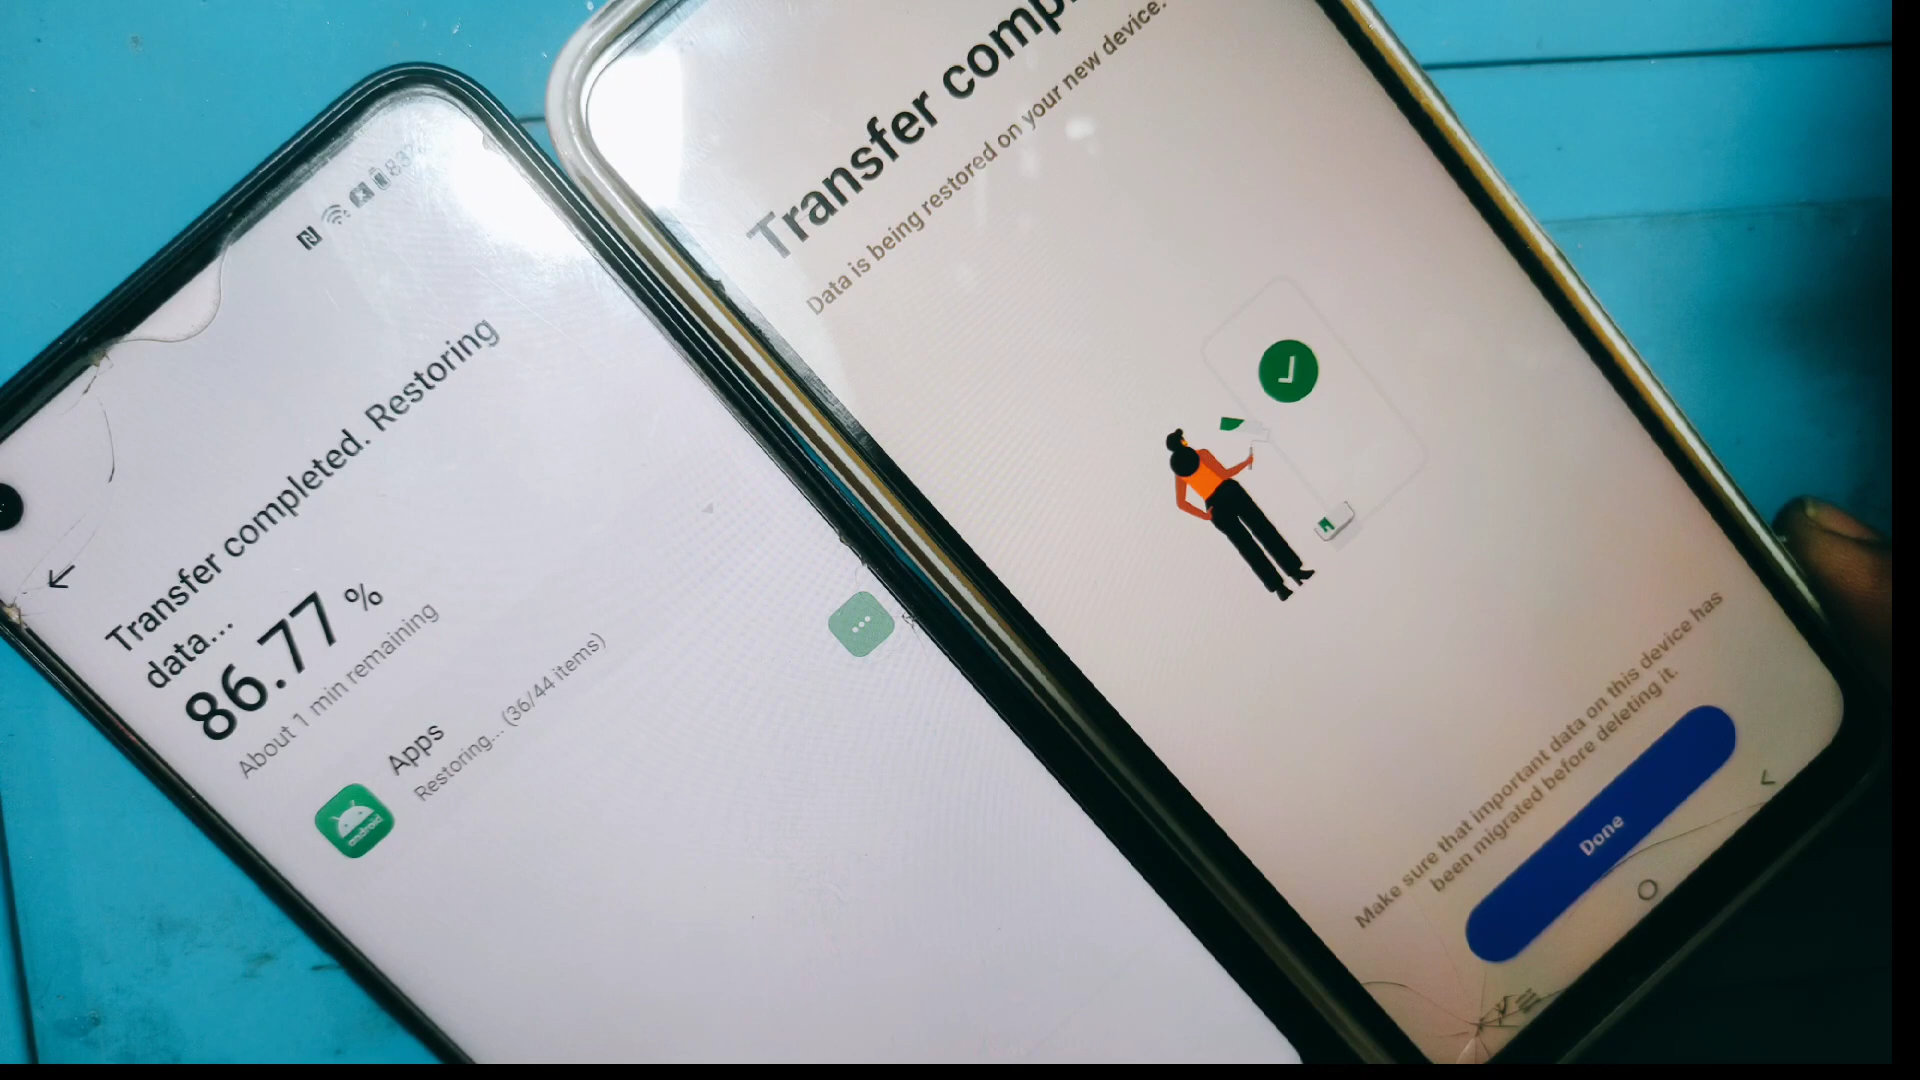 83%
Transfer completed. Restoring
data...
86.77 %
About 1 min remaining
Apps
Restoring... (36/44 items)
android
Transfer
Data is being restored on your new device.
Make sure that important data on this device has
been migrated before deleting it.
Done